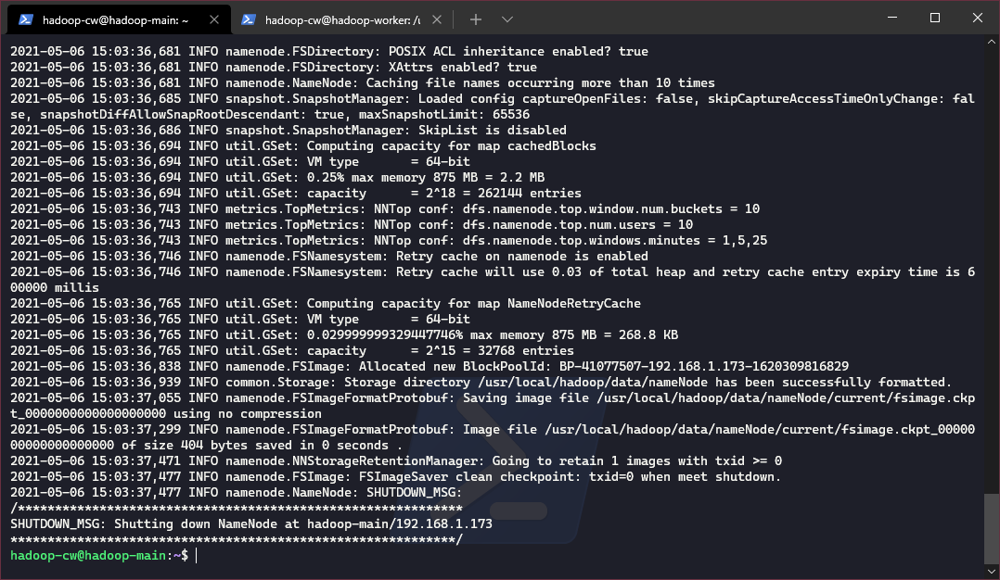 hadoop-cw@hadoop-main: ~
hadoop-cw@hadoop-worker: /u
2021-05-06 15:03:36,681 INFO namenode.FSDirectory: POSIX ACL inheritance enabled? true
2021-05-06 15:03:36,681 INFO namenode.FSDirectory: XAttrs enabled? true
2021-05-06 15:03:36,681 INFO namenode.NameNode: Caching file names occurring more than 10 times
2021-05-06 15:03:36,685 INFO snapshot.SnapshotManager: Loaded config captureOpenFiles: false, skipCaptureAccessTimeOnlyChange: fal
se, snapshotDiffAllowSnapRootDescendant: true, maxSnapshotLimit: 65536
2021-05-06 15:03:36,686 INFO snapshot.SnapshotManager: SkipList is disabled
2021-05-06 15:03:36,694 INFO util.GSet: Computing capacity for map cachedBlocks
2021-05-06 15:03:36,694 INFO util.GSet: VM type       = 64-bit
2021-05-06 15:03:36,694 INFO util.GSet: 0.25% max memory 875 MB = 2.2 MB
2021-05-06 15:03:36,694 INFO util.GSet: capacity      = 2^18 = 262144 entries
2021-05-06 15:03:36,743 INFO metrics.TopMetrics: NNTop conf: dfs.namenode.top.window.num.buckets = 10
2021-05-06 15:03:36,743 INFO metrics.TopMetrics: NNTop conf: dfs.namenode.top.num.users = 10
2021-05-06 15:03:36,743 INFO metrics.TopMetrics: NNTop conf: dfs.namenode.top.windows.minutes = 1,5,25
2021-05-06 15:03:36,746 INFO namenode.FSNamesystem: Retry cache on namenode is enabled
2021-05-06 15:03:36,746 INFO namenode.FSNamesystem: Retry cache will use 0.03 of total heap and retry cache entry expiry time is 6
00000 millis
2021-05-06 15:03:36,765 INFO util.GSet: Computing capacity for map NameNodeRetryCache
2021-05-06 15:03:36,765 INFO util.GSet: VM type       = 64-bit
2021-05-06 15:03:36,765 INFO util.GSet: 0.029999999329447746% max memory 875 MB = 268.8 KB
2021-05-06 15:03:36,765 INFO util.GSet: capacity      = 2^15 = 32768 entries
2021-05-06 15:03:36,838 INFO namenode.FSImage: Allocated new BlockPoolId: BP-41077507-192.168.1.173-1620309816829
2021-05-06 15:03:36,939 INFO common.Storage: Storage directory /usr/local/hadoop/data/nameNode has been successfully formatted.
2021-05-06 15:03:37,055 INFO namenode.FSImageFormatProtobuf: Saving image file /usr/local/hadoop/data/nameNode/current/fsimage.ckp
t_0000000000000000000 using no compression
2021-05-06 15:03:37,299 INFO namenode.FSImageFormatProtobuf: Image file /usr/local/hadoop/data/nameNode/current/fsimage.ckpt_00000
00000000000000 of size 404 bytes saved in 0 seconds .
2021-05-06 15:03:37,471 INFO namenode.NNStorageRetentionManager: Going to retain 1 images with txid >= 0
2021-05-06 15:03:37,477 INFO namenode.FSImage: FSImageSaver clean checkpoint: txid=0 when meet shutdown.
2021-05-06 15:03:37,477 INFO namenode.NameNode: SHUTDOWN_MSG:
/************************************************************
SHUTDOWN_MSG: Shutting down NameNode at hadoop-main/192.168.1.173
************************************************************/
hadoop-cw@hadoop-main:~$